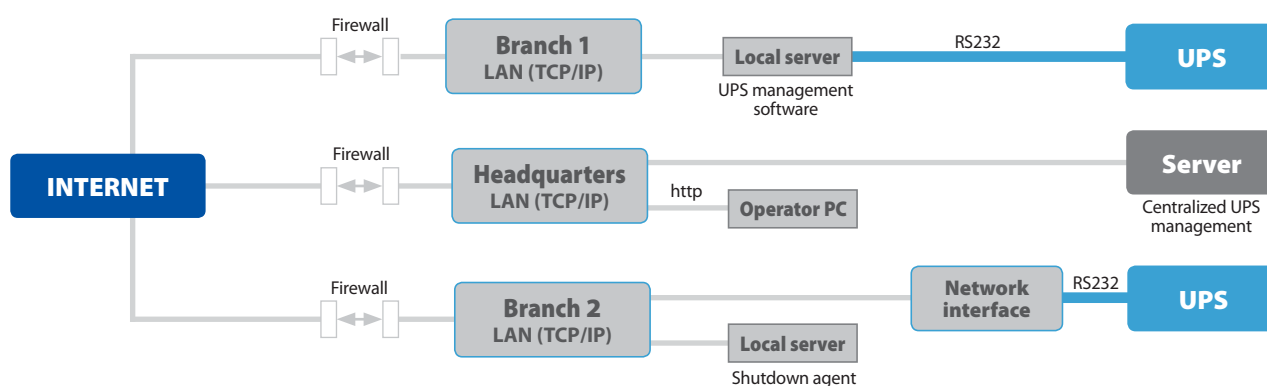 Firewall
Branch 1
LAN (TCP/IP)
Local server
UPS management
software
RS232
UPS
INTERNET
Firewall
Headquarters
LAN (TCP/IP)
http
Operator PC
Server
Centralized UPS
management
Firewall
Branch 2
LAN (TCP/IP)
Network
interface
RS232
UPS
Local server
Shutdown agent